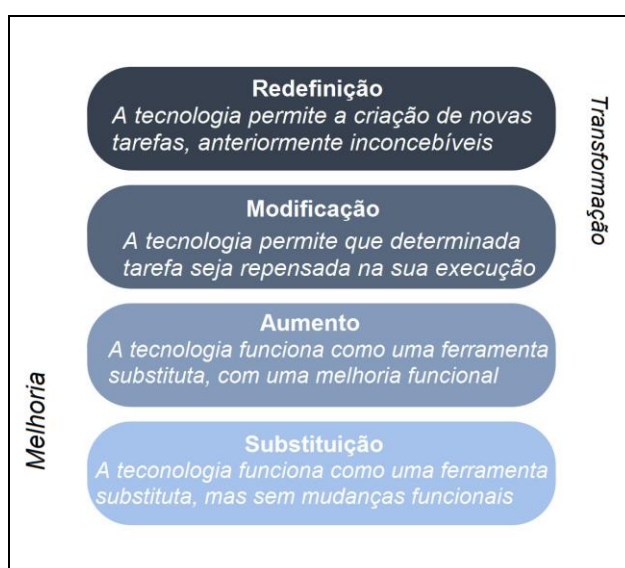 Redefinição
A tecnologia permite a criação de novas
tarefas, anteriormente inconcebíveis
Transformação
Modificação
A tecnologia permite que determinada
tarefa seja repensada na sua execução
Aumento
A tecnologia funciona como uma ferramenta
substituta, com uma melhoria funcional
Melhoria
Substituição
A teconologia funciona como uma ferramenta
substituta, mas sem mudanças funcionais